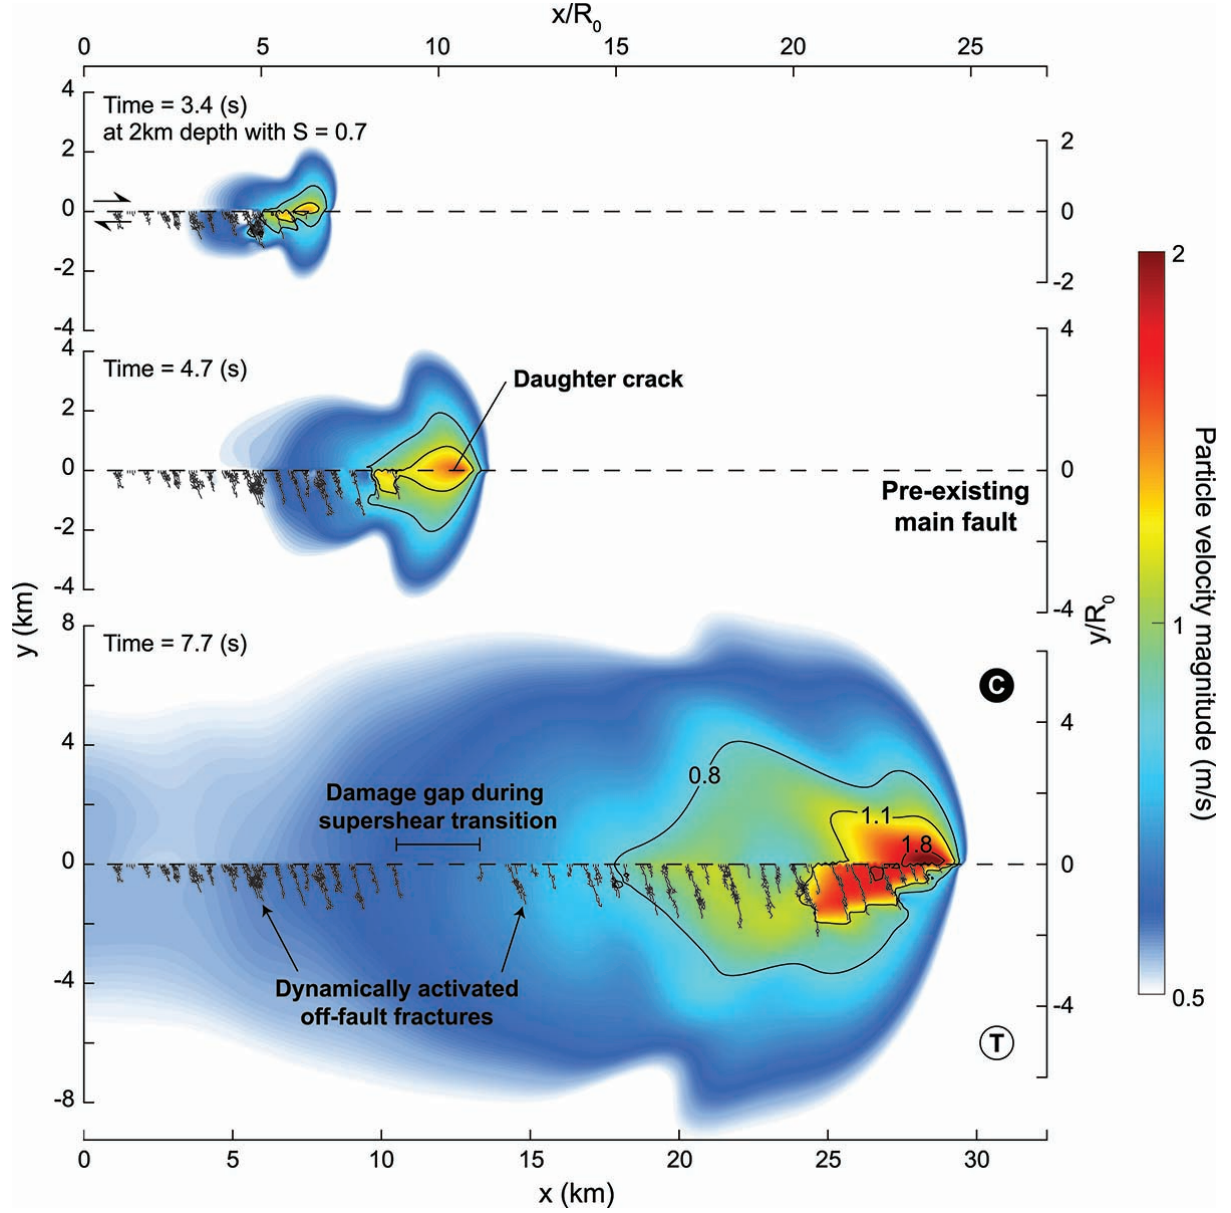 x/R0
0 5 10 15 20 25
Time = 3.4 (s)
at 2km depth with S = 0.7
4
2
0
-2
-4
2
0
-2
Time = 4.7 (s)
Daughter crack
Pre-existing
main fault
4
2
0
-2
-4
4
2
0
-2
-4
y (km)
y/R0
Time = 7.7 (s)
C
0.8
1.1
1.8
Damage gap during
supershear transition
Dynamically activated
off-fault fractures
T
8
4
0
-4
-8
4
0
-4
0 5 10 15 20 25 30
x (km)
2
1
0.5
Particle velocity magnitude (m/s)